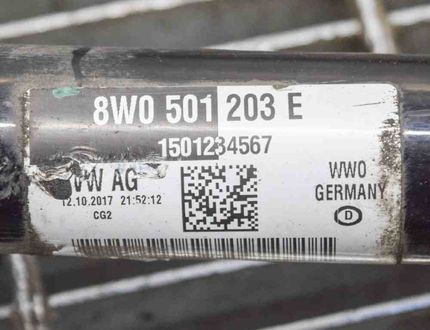 8W0 501 203 E
1501234567
VW AG
WWO
GERMANY
12.10.2017 21:52:12
CG2
D